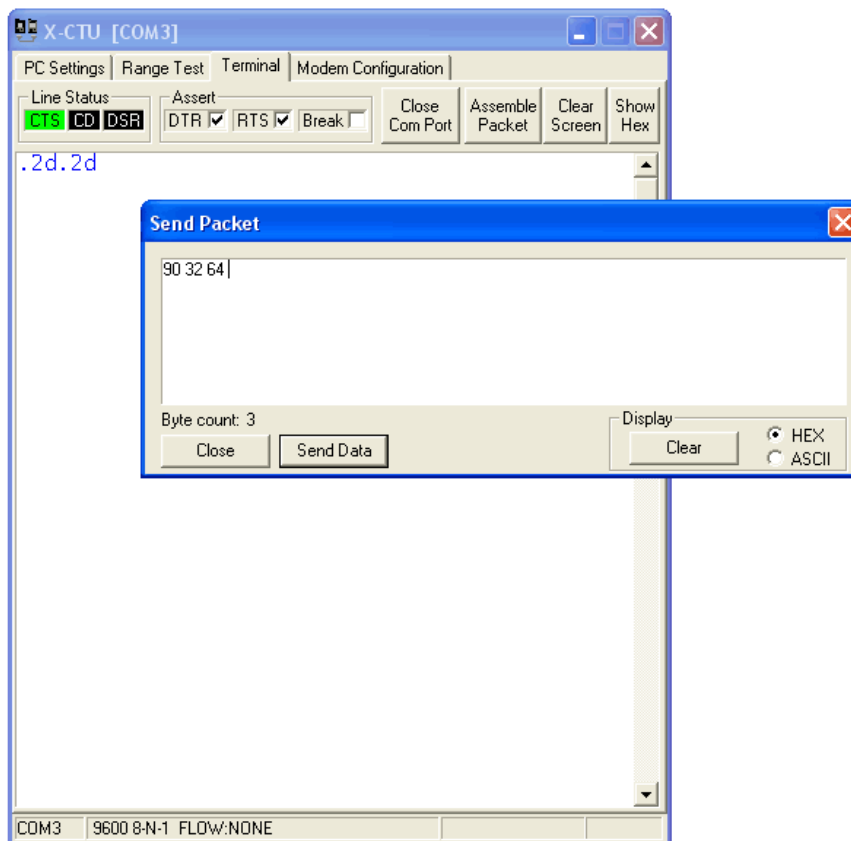 X-CTU [COM3]
PC Settings Range Test Terminal Modem Configuration
Line Status Assert
CTS CD DSR DTR RTS Break Close Com Port Assemble Packet Clear Screen Show Hex
.2d.2d
Send Packet
90 32 64
Byte count: 3
Display
Close Send Data Clear HEX
ASCII
COM3 9600 8-N-1 FLOW:NONE